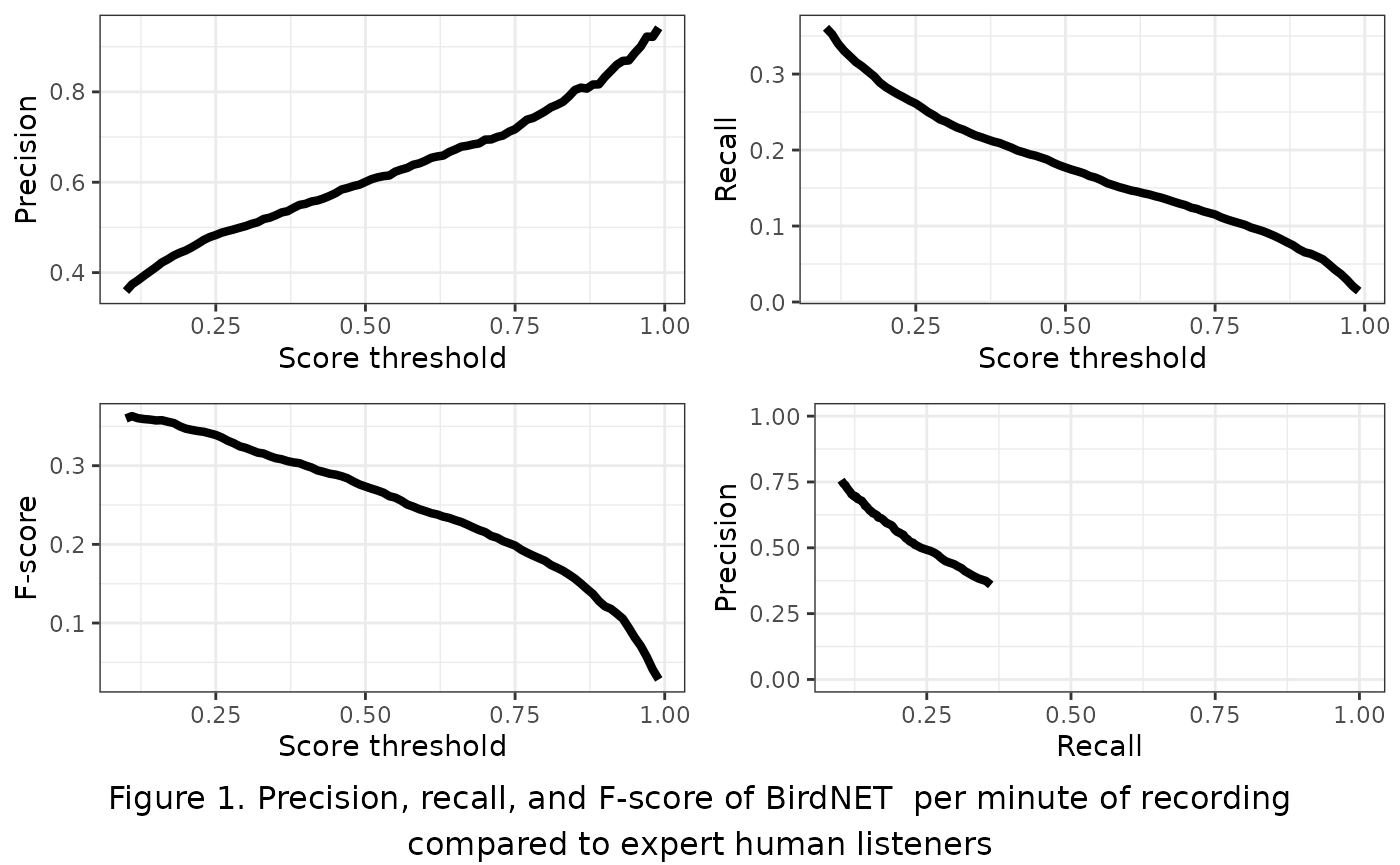 Precision
0.8
0.6
0.4
0.25 0.50 0.75 1.00
Score threshold
Recall
0.3
0.2
0.1
0.0
0.25 0.50 0.75 1.00
Score threshold
F-score
0.3
0.2
0.1
0.25 0.50 0.75 1.00
Score threshold
Precision
1.00
0.75
0.50
0.25
0.00
0.25 0.50 0.75 1.00
Recall
Figure 1. Precision, recall, and F-score of BirdNET  per minute of recording
compared to expert human listeners